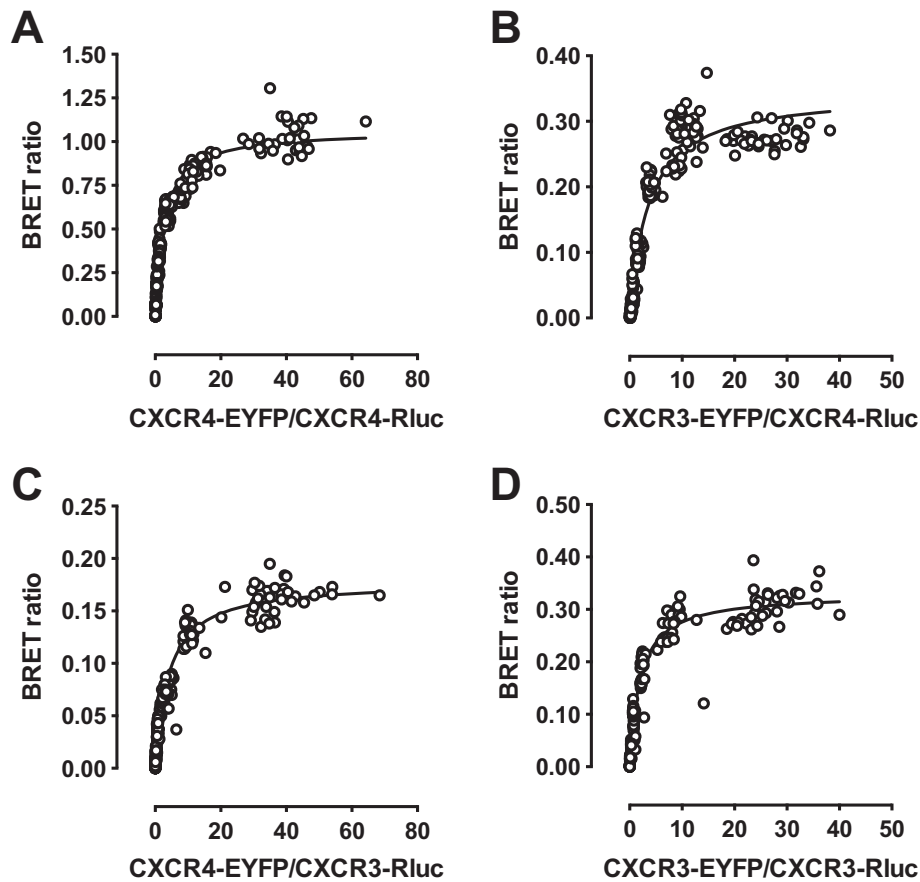 A
BRET ratio
1.50
1.25
1.00
0.75
0.50
0.25
0.00
0 20 40 60 80
CXCR4-EYFP/CXCR4-Rluc
B
BRET ratio
0.40
0.30
0.20
0.10
0.00
0 10 20 30 40 50
CXCR3-EYFP/CXCR4-Rluc
C
BRET ratio
0.25
0.20
0.15
0.10
0.05
0.00
0 20 40 60 80
CXCR4-EYFP/CXCR3-Rluc
D
BRET ratio
0.50
0.40
0.30
0.20
0.10
0.00
0 10 20 30 40 50
CXCR3-EYFP/CXCR3-Rluc